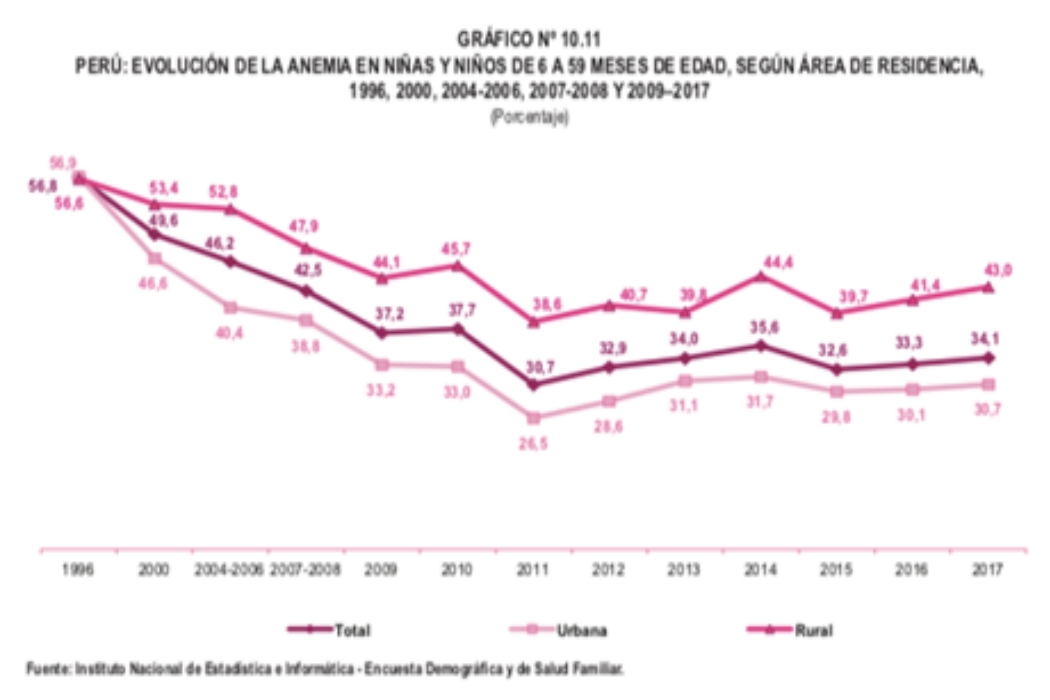 GRÁFICO N° 10.11
PERÚ: EVOLUCIÓN DE LA ANEMIA EN NIÑAS Y NIÑOS DE 6 A 59 MESES DE EDAD, SEGÚN ÁREA DE RESIDENCIA,
1996, 2000, 2004-2006, 2007-2008 Y 2009–2017
(Porcentaje)
56,9
56,8
56,6
53,4 52,8 47,9 44,1 45,7 38,6 40,7 39,8 44,4 39,7 41,4 43,0
49,6 46,2 42,5 37,2 37,7 30,7 32,9 34,0 35,6 32,6 33,3 34,1
46,6 40,4 38,8 33,2 33,0 26,5 28,6 31,1 31,7 29,8 30,1 30,7
1996 2000 2004-2006 2007-2008 2009 2010 2011 2012 2013 2014 2015 2016 2017
Total Urbana Rural
Fuente: Instituto Nacional de Estadística e Informática - Encuesta Demográfica y de Salud Familiar.